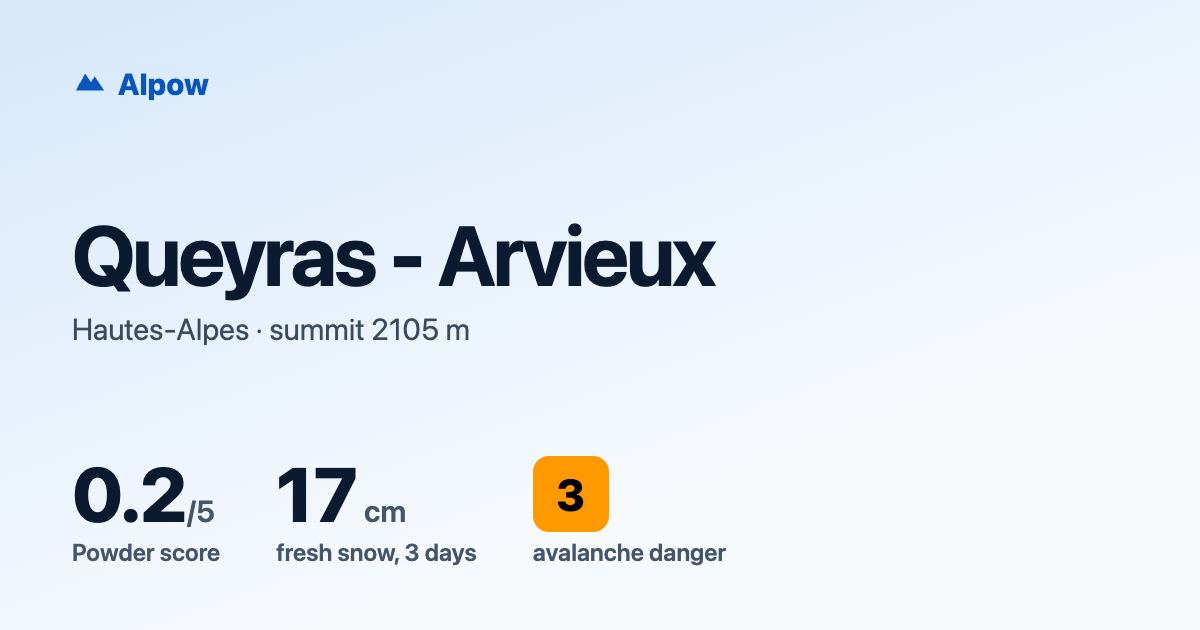 Alpow
Queyras - Arvieux
Hautes-Alpes · summit 2105 m
0.2/5
Powder score
17 cm
fresh snow, 3 days
3
avalanche danger